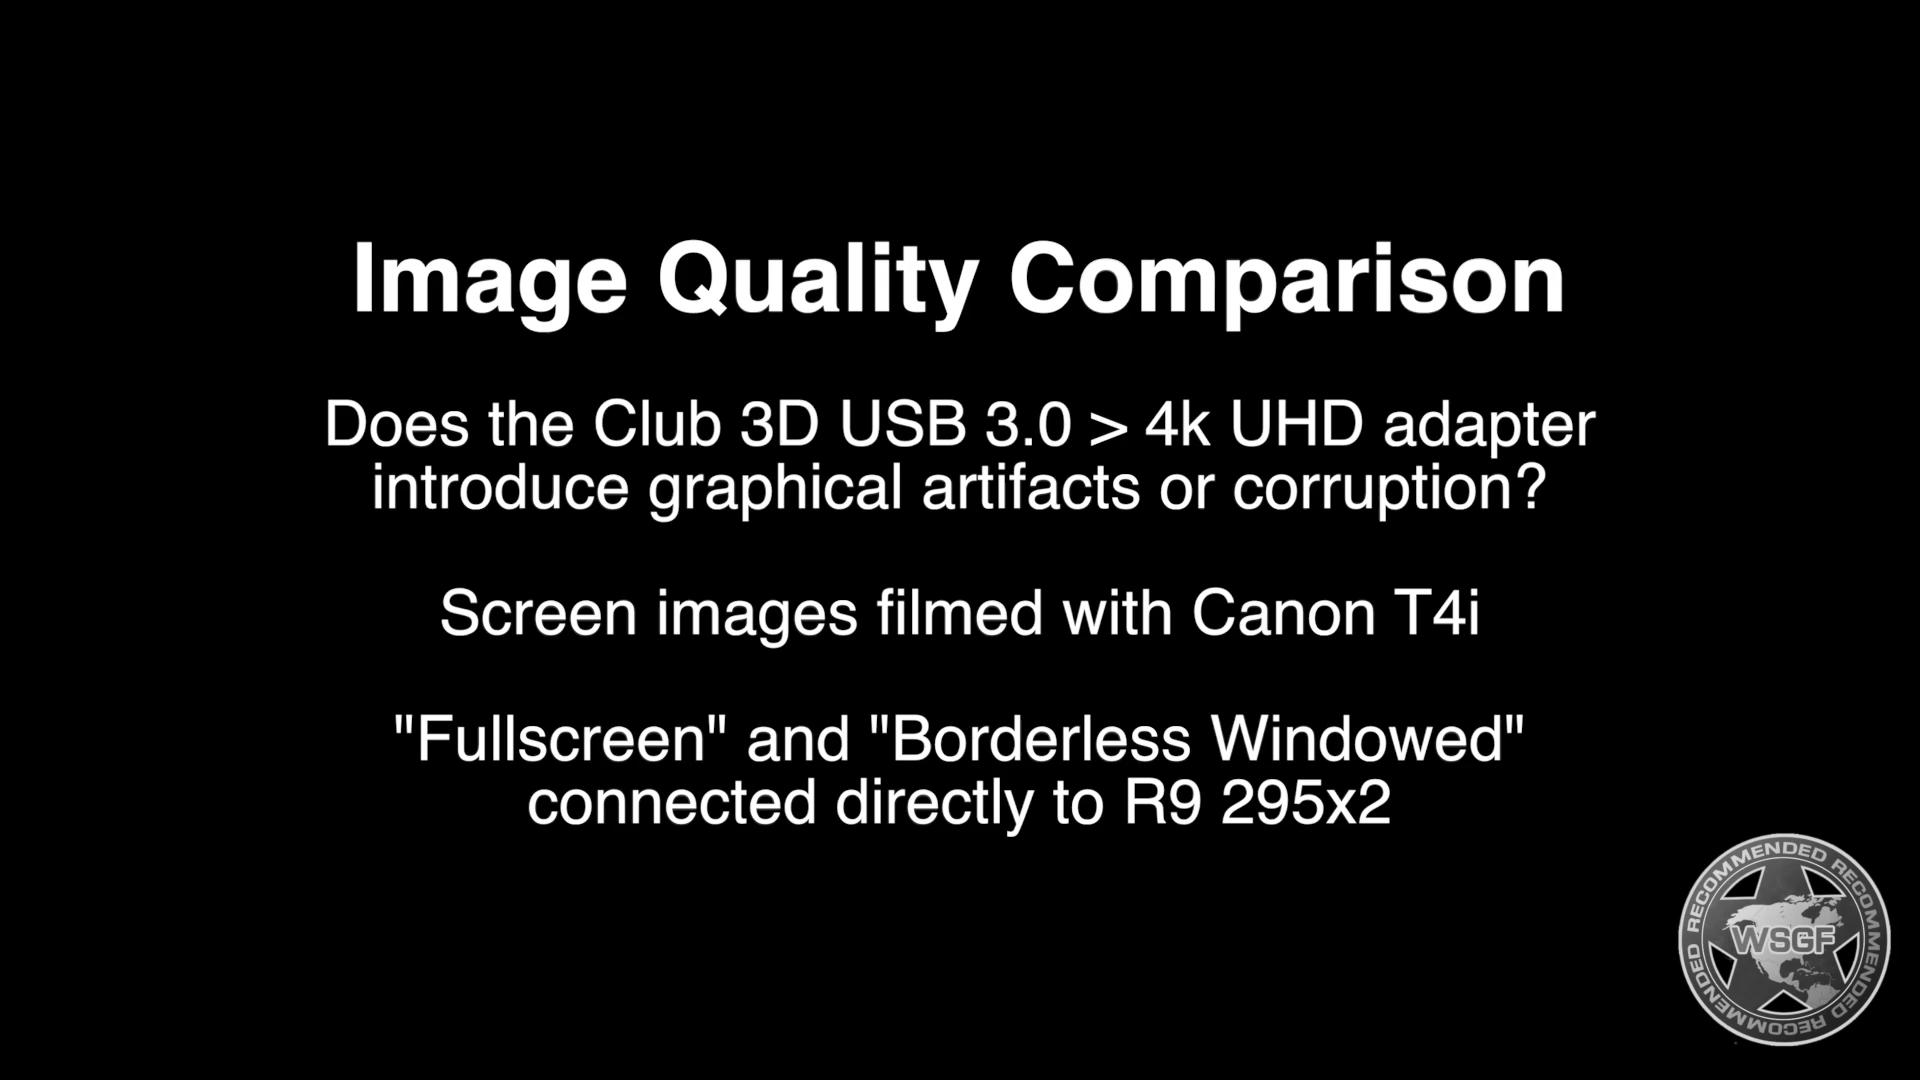 Image Quality Comparison
Does the Club 3D USB 3.0 > 4k UHD adapter
introduce graphical artifacts or corruption?
Screen images filmed with Canon T4i
"Fullscreen" and "Borderless Windowed"
connected directly to R9 295x2
RECOMMENDED RECOMMENDED RECOMMENDED
WSGF